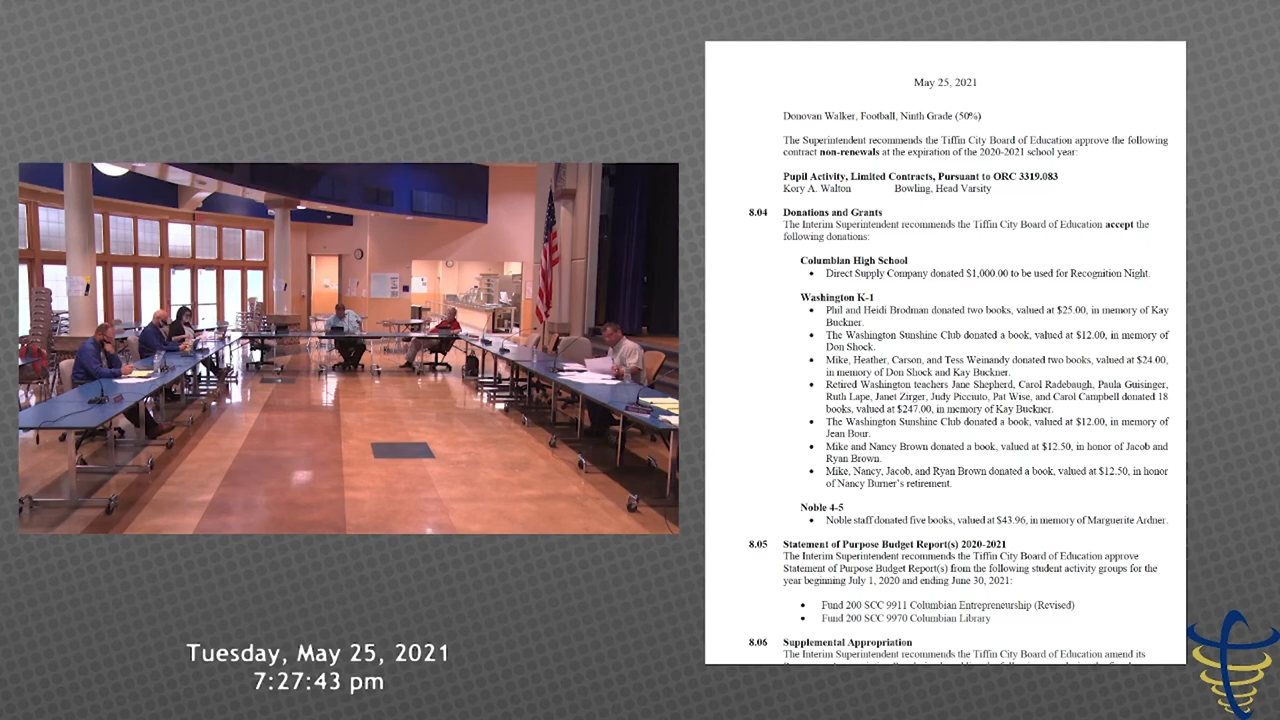 May 25, 2021
Donovan Walker, Football, Ninth Grade (50%)
The Superintendent recommends the Tiffin City Board of Education approve the following
contract non-renewals at the expiration of the 2020-2021 school year:
Pupil Activity, Limited Contracts, Pursuant to ORC 3319.083
Kory A. Walton Bowling, Head Varsity
8.04 Donations and Grants
The Interim Superintendent recommends the Tiffin City Board of Education accept the
following donations:
Columbian High School
• Direct Supply Company donated $1,000.00 to be used for Recognition Night.
Washington K-1
• Phil and Heidi Brodman donated two books, valued at $25.00, in memory of Kay
Buckner.
• The Washington Sunshine Club donated a book, valued at $12.00, in memory of
Don Shock.
• Mike, Heather, Carson, and Tess Weinandy donated two books, valued at $24.00,
in memory of Don Shock and Kay Buckner.
• Retired Washington teachers Jane Shepherd, Carol Radebaugh, Paula Guisinger,
Ruth Lape, Janet Zirger, Judy Picciuto, Pat Wise, and Carol Campbell donated 18
books, valued at $247.00, in memory of Kay Buckner.
• The Washington Sunshine Club donated a book, valued at $12.00, in memory of
Jean Bour.
• Mike and Nancy Brown donated a book, valued at $12.50, in honor of Jacob and
Ryan Brown.
• Mike, Nancy, Jacob, and Ryan Brown donated a book, valued at $12.50, in honor
of Nancy Burner's retirement.
Noble 4-5
• Noble staff donated five books, valued at $43.96, in memory of Marguerite Ardner.
8.05 Statement of Purpose Budget Report(s) 2020-2021
The Interim Superintendent recommends the Tiffin City Board of Education approve
Statement of Purpose Budget Report(s) from the following student activity groups for the
year beginning July 1, 2020 and ending June 30, 2021:
• Fund 200 SCC 9911 Columbian Entrepreneurship (Revised)
• Fund 200 SCC 9970 Columbian Library
8.06 Supplemental Appropriation
The Interim Superintendent recommends the Tiffin City Board of Education amend its
Tuesday, May 25, 2021
7:27:43 pm